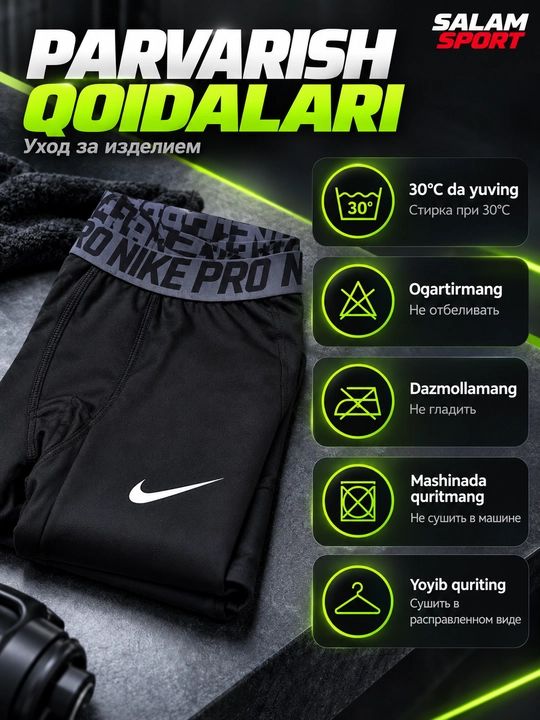 SALAM
SPORT
PARVARISH
QOIDALARI
Уход за изделием
30°C da yuving
Стирка при 30°C
30°
Ogartirmang
Не отбеливать
Dazmollamang
Не гладить
Mashinada
quritmang
Не сушить в машине
Yoyib quriting
Сушить в
расправленном виде
RO NIKE PRO N